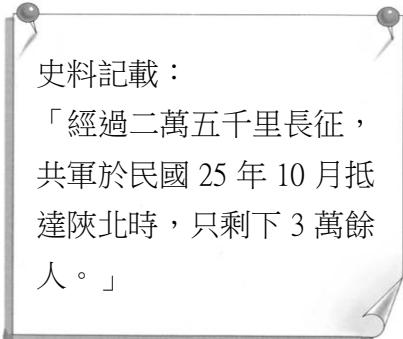 史料記載：
「經過二萬五千里長征，
共軍於民國 25 年 10 月抵
達陝北時，只剩下 3 萬餘
人。」